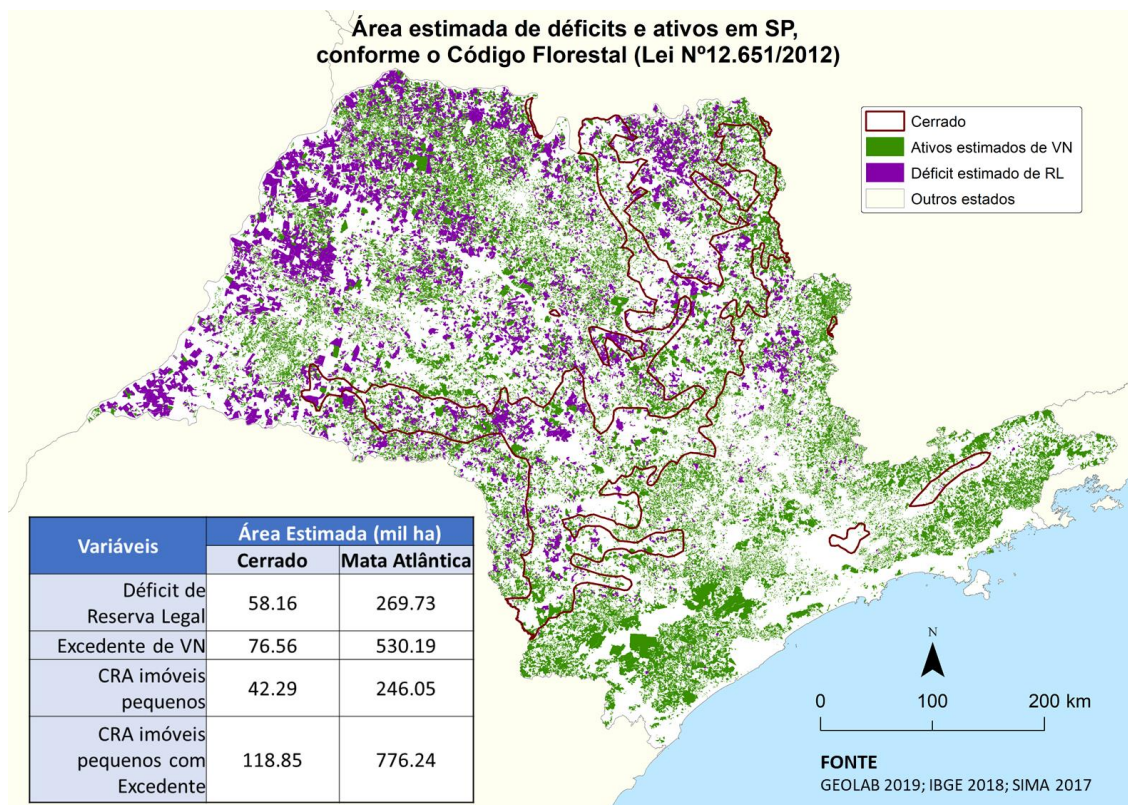 Área estimada de déficits e ativos em SP,
conforme o Código Florestal (Lei Nº12.651/2012)
Cerrado
Ativos estimados de VN
Déficit estimado de RL
Outros estados
Variáveis
Área Estimada (mil ha)
Cerrado Mata Atlântica
Déficit de
Reserva Legal
58.16 269.73
Excedente de VN 76.56 530.19
CRA imóveis
pequenos
42.29 246.05
CRA imóveis
pequenos com
Excedente
118.85 776.24
N
0 100 200 km
FONTE
GEOLAB 2019; IBGE 2018; SIMA 2017